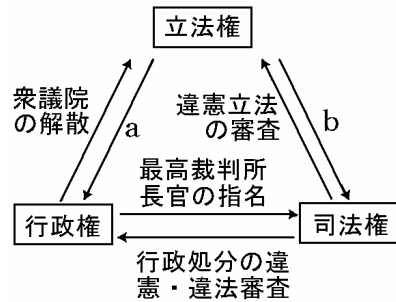 立法権
衆議院
の解散
a
違憲立法
の審査
b
最高裁判所
長官の指名
行政権
司法権
行政処分の違
憲・違法審査